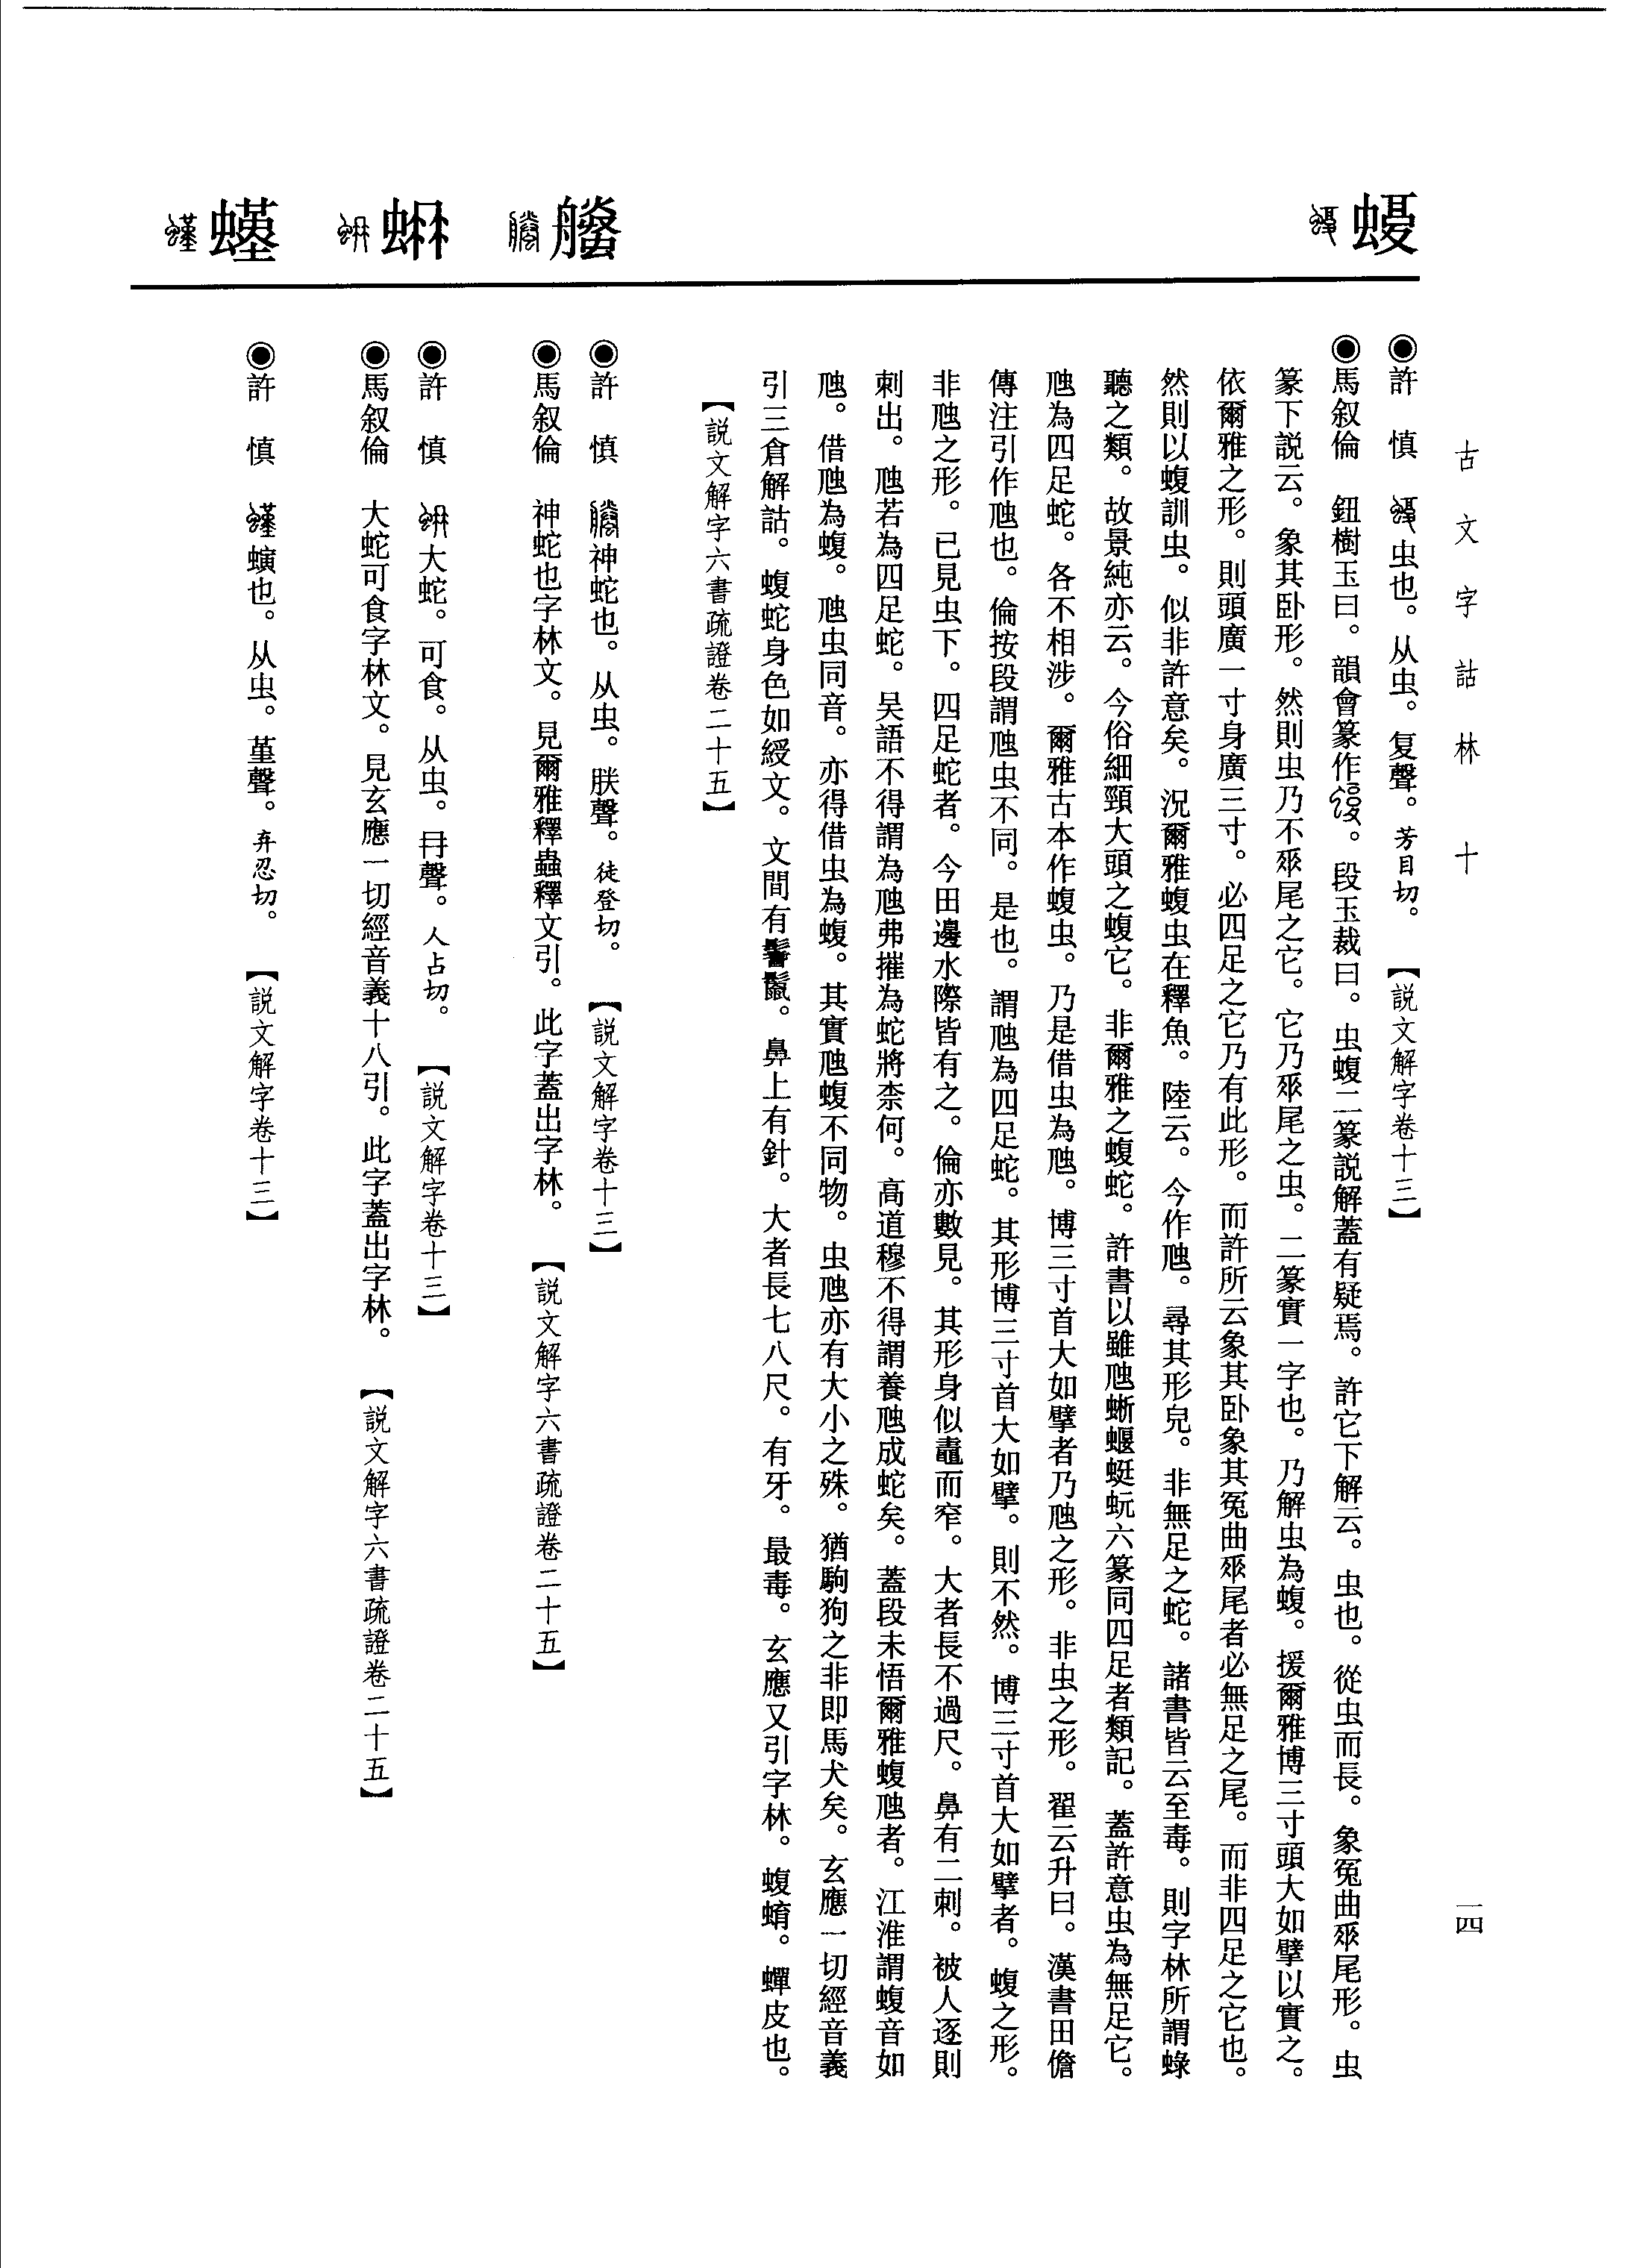 古文字詁林 十
一四
蝮
◉許 慎 虫也。从虫。复聲。芳目切。【説文解字卷十三】
◉馬叙倫 鈕樹玉曰。韻會篆作。段玉裁曰。虫蝮二篆説解蓋有疑焉。許它下解云。虫也。從虫而長。象冤曲𠂹尾形。虫
篆下説云。象其卧形。然則虫乃不𠂹尾之它。它乃𠂹尾之虫。二篆實一字也。乃解虫為蝮。援爾雅博三寸頭大如擘以實之。
依爾雅之形。則頭廣一寸身廣三寸。必四足之它乃有此形。而許所云象其卧象其冤曲𠂹尾者必無足之尾。而非四足之它也。
然則以蝮訓虫。似非許意矣。況爾雅蝮虫在釋魚。陸云。今作虺。尋其形皃。非無足之蛇。諸書皆云至毒。則字林所謂蜧
聽之類。故景純亦云。今俗細頸大頭之蝮它。非爾雅之蝮蛇。許書以雖虺蜥蝘蜓蚖六篆同四足者類記。蓋許意虫為無足它。
虺為四足蛇。各不相涉。爾雅古本作蝮虫。乃是借虫為虺。博三寸首大如擘者乃虺之形。非虫之形。翟云升曰。漢書田儋
傳注引作虺也。倫按段謂虺虫不同。是也。謂虺為四足蛇。其形博三寸首大如擘。則不然。博三寸首大如擘者。蝮之形。
非虺之形。已見虫下。四足蛇者。今田邊水際皆有之。倫亦數見。其形身似鼃而窄。大者長不過尺。鼻有二刺。被人逐則
刺出。虺若為四足蛇。吴語不得謂為虺弗摧為蛇將柰何。高道穆不得謂養虺成蛇矣。蓋段未悟爾雅蝮虺者。江淮謂蝮音如
虺。借虺為蝮。虺虫同音。亦得借虫為蝮。其實虺蝮不同物。虫虺亦有大小之殊。猶駒狗之非即馬犬矣。玄應一切經音義
引三倉解詁。蝮蛇身色如綬文。文間有鬐鬣。鼻上有針。大者長七八尺。有牙。最毒。玄應又引字林。蝮蜟。蟬皮也。
【説文解字六書疏證卷二十五】
螣
◉許 慎 神蛇也。从虫。朕聲。徒登切。【説文解字卷十三】
◉馬叙倫 神蛇也字林文。見爾雅釋蟲釋文引。此字蓋出字林。【説文解字六書疏證卷二十五】
蚦
◉許 慎 大蛇。可食。从虫。冄聲。人占切。【説文解字卷十三】
◉馬叙倫 大蛇可食字林文。見玄應一切經音義十八引。此字蓋出字林。【説文解字六書疏證卷二十五】
螼
◉許 慎 螾也。从虫。堇聲。弃忍切。【説文解字卷十三】